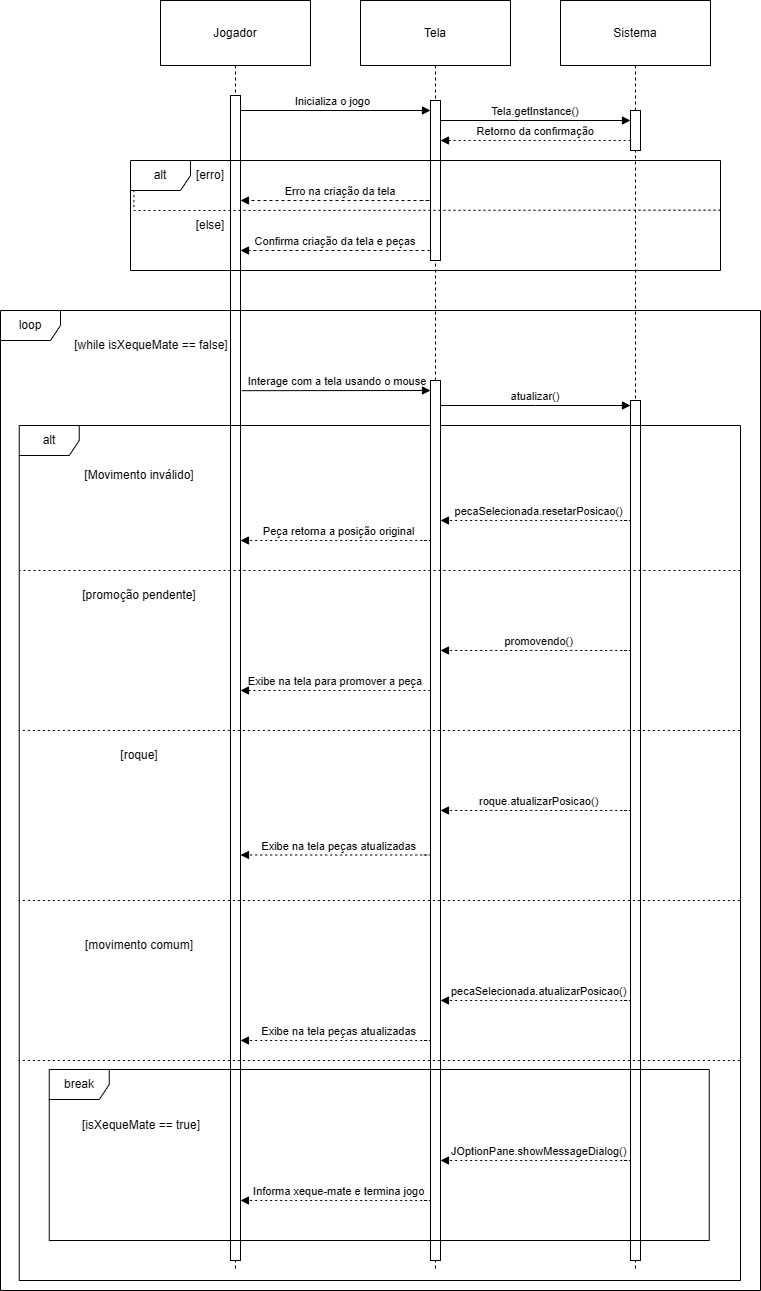 Jogador
Tela
Sistema
Inicializa o jogo
Tela.getInstance()
Retorno da confirmação
alt
[erro]
Erro na criação da tela
[else]
Confirma criação da tela e peças
loop
[while isXequeMate == false]
Interage com a tela usando o mouse
atualizar()
alt
[Movimento inválido]
pecaSelecionada.resetarPosicao()
Peça retorna a posição original
[promoção pendente]
promovendo()
Exibe na tela para promover a peça
[roque]
roque.atualizarPosicao()
Exibe na tela peças atualizadas
[movimento comum]
pecaSelecionada.atualizarPosicao()
Exibe na tela peças atualizadas
break
[isXequeMate == true]
JOptionPane.showMessageDialog()
Informa xeque-mate e termina jogo